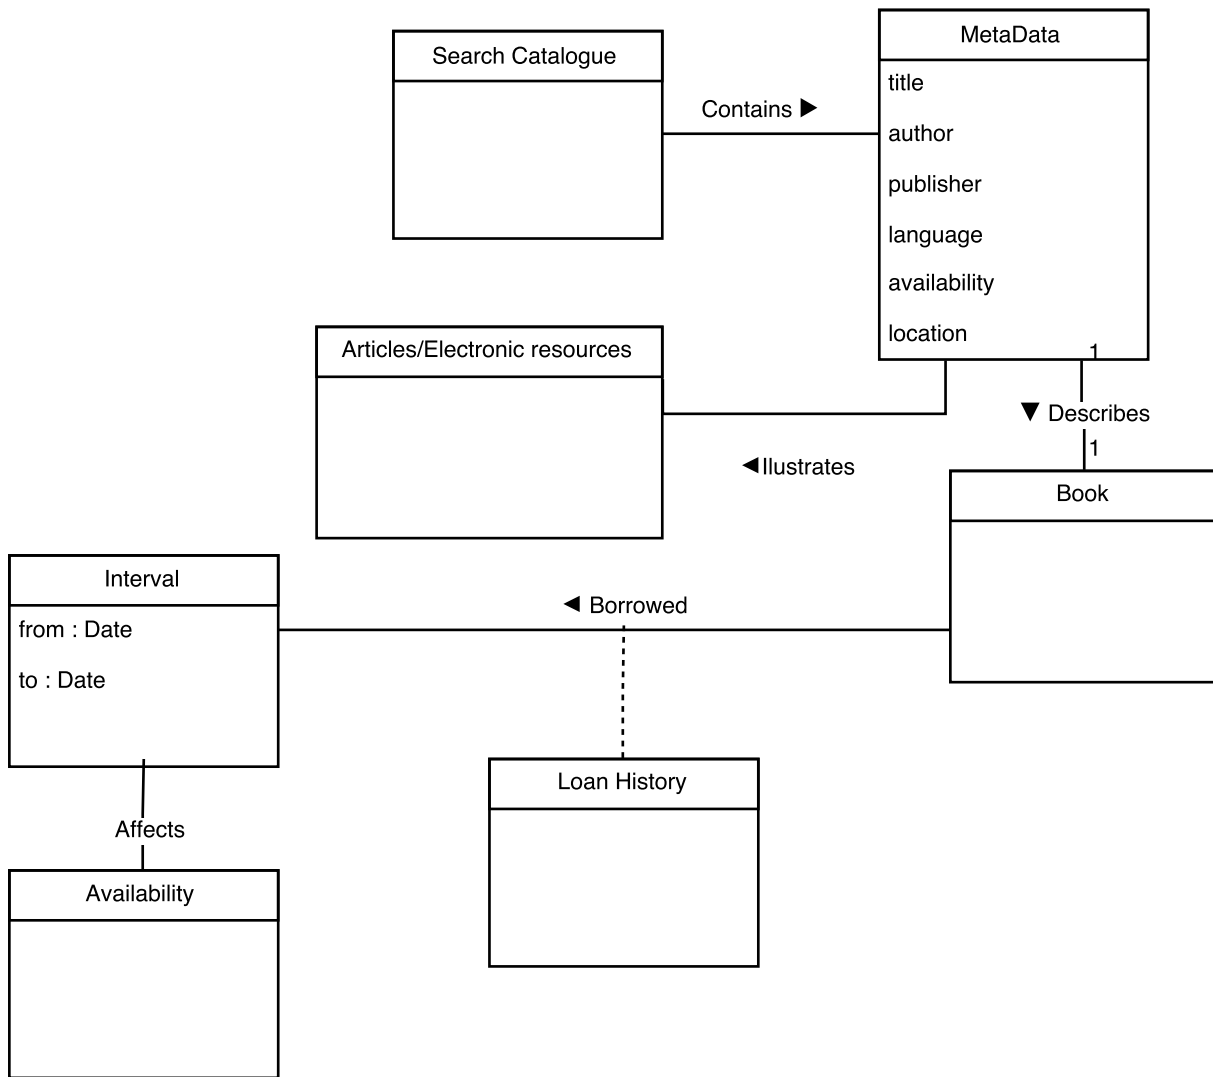 Search Catalogue
MetaData
title
author
publisher
language
availability
location
Contains ▶
Articles/Electronic resources
1
▼ Describes
1
◀Ilustrates
Book
Interval
from : Date
to : Date
◀ Borrowed
Loan History
Affects
Availability